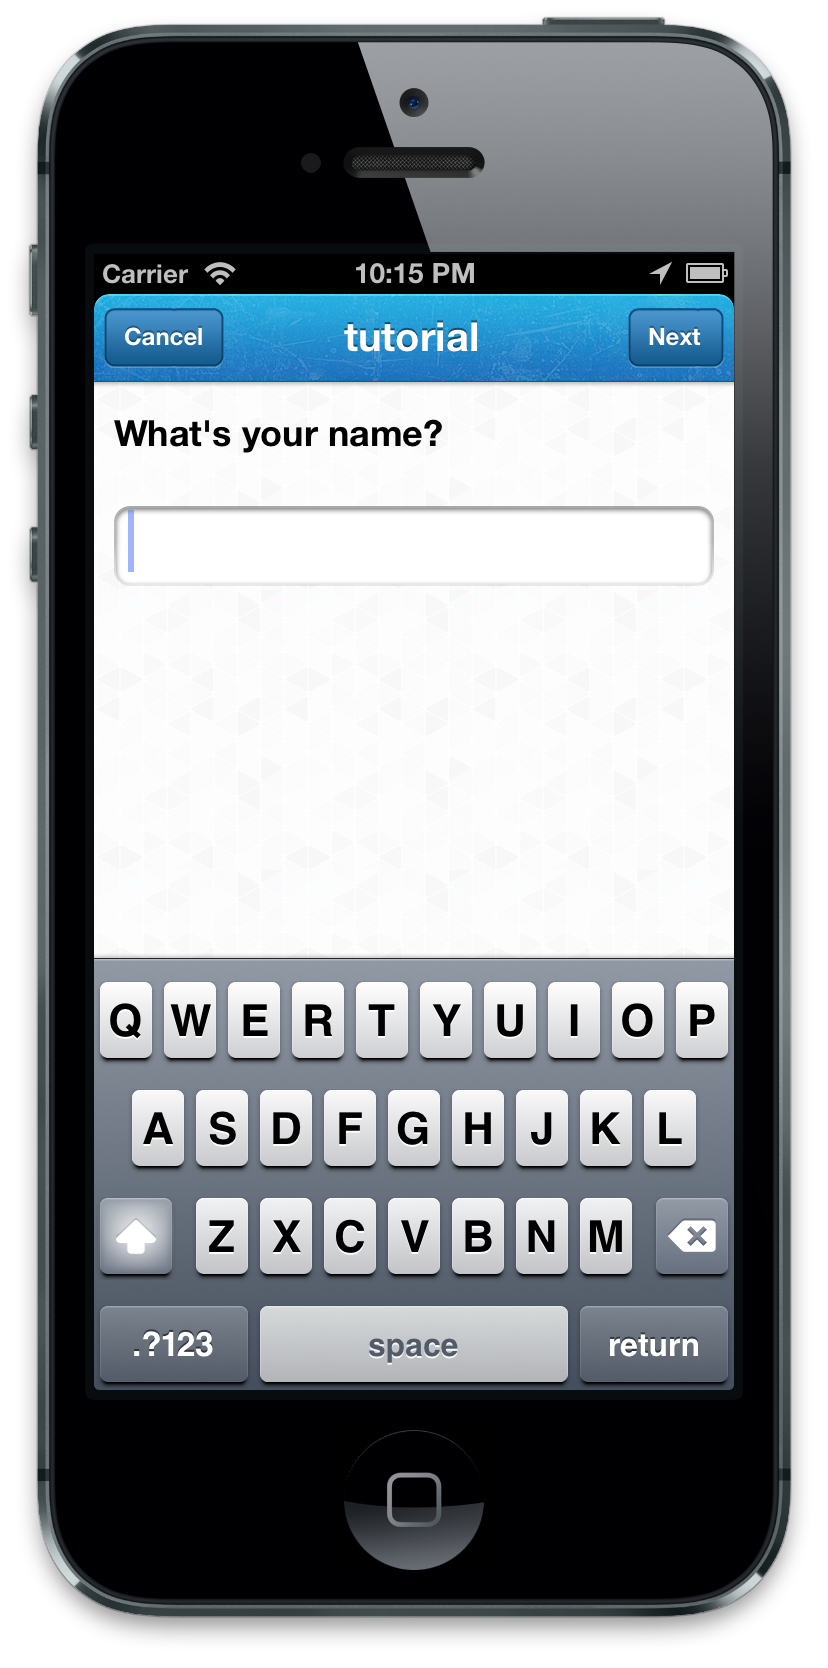 Carrier 10:15 PM
Cancel tutorial Next
What's your name?
Q W E R T Y U I O P
A S D F G H J K L
Z X C V B N M
.?123 space return